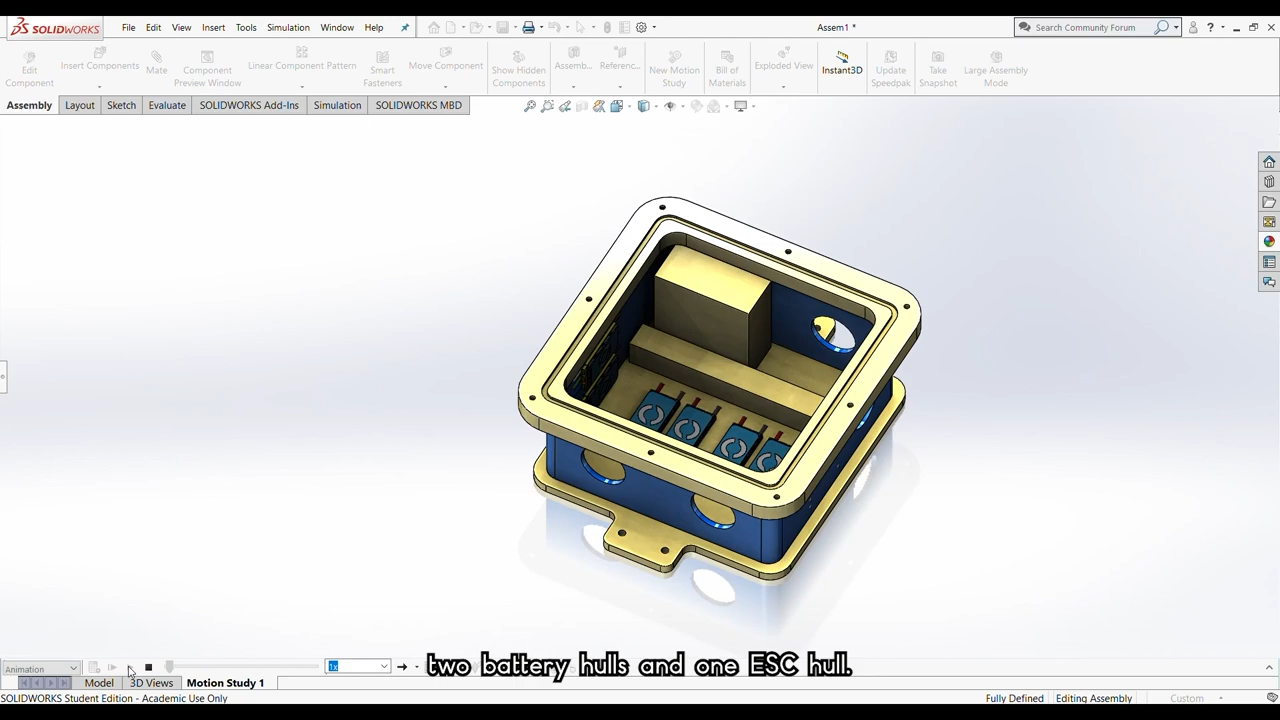 SOLIDWORKS File Edit View Insert Tools Simulation Window Help Assem1 * Search Community Forum ?
Edit Component Insert Components Mate Component Preview Window Linear Component Pattern Smart Fasteners Move Component Show Hidden Components Assemb... Referenc... New Motion Study Bill of Materials Exploded View Instant3D Update Speedpak Take Snapshot Large Assembly Mode
Assembly Layout Sketch Evaluate SOLIDWORKS Add-Ins Simulation SOLIDWORKS MBD
Animation 1x
two battery hulls and one ESC hull.
Model 3D Views Motion Study 1
SOLIDWORKS Student Edition - Academic Use Only Fully Defined Editing Assembly Custom